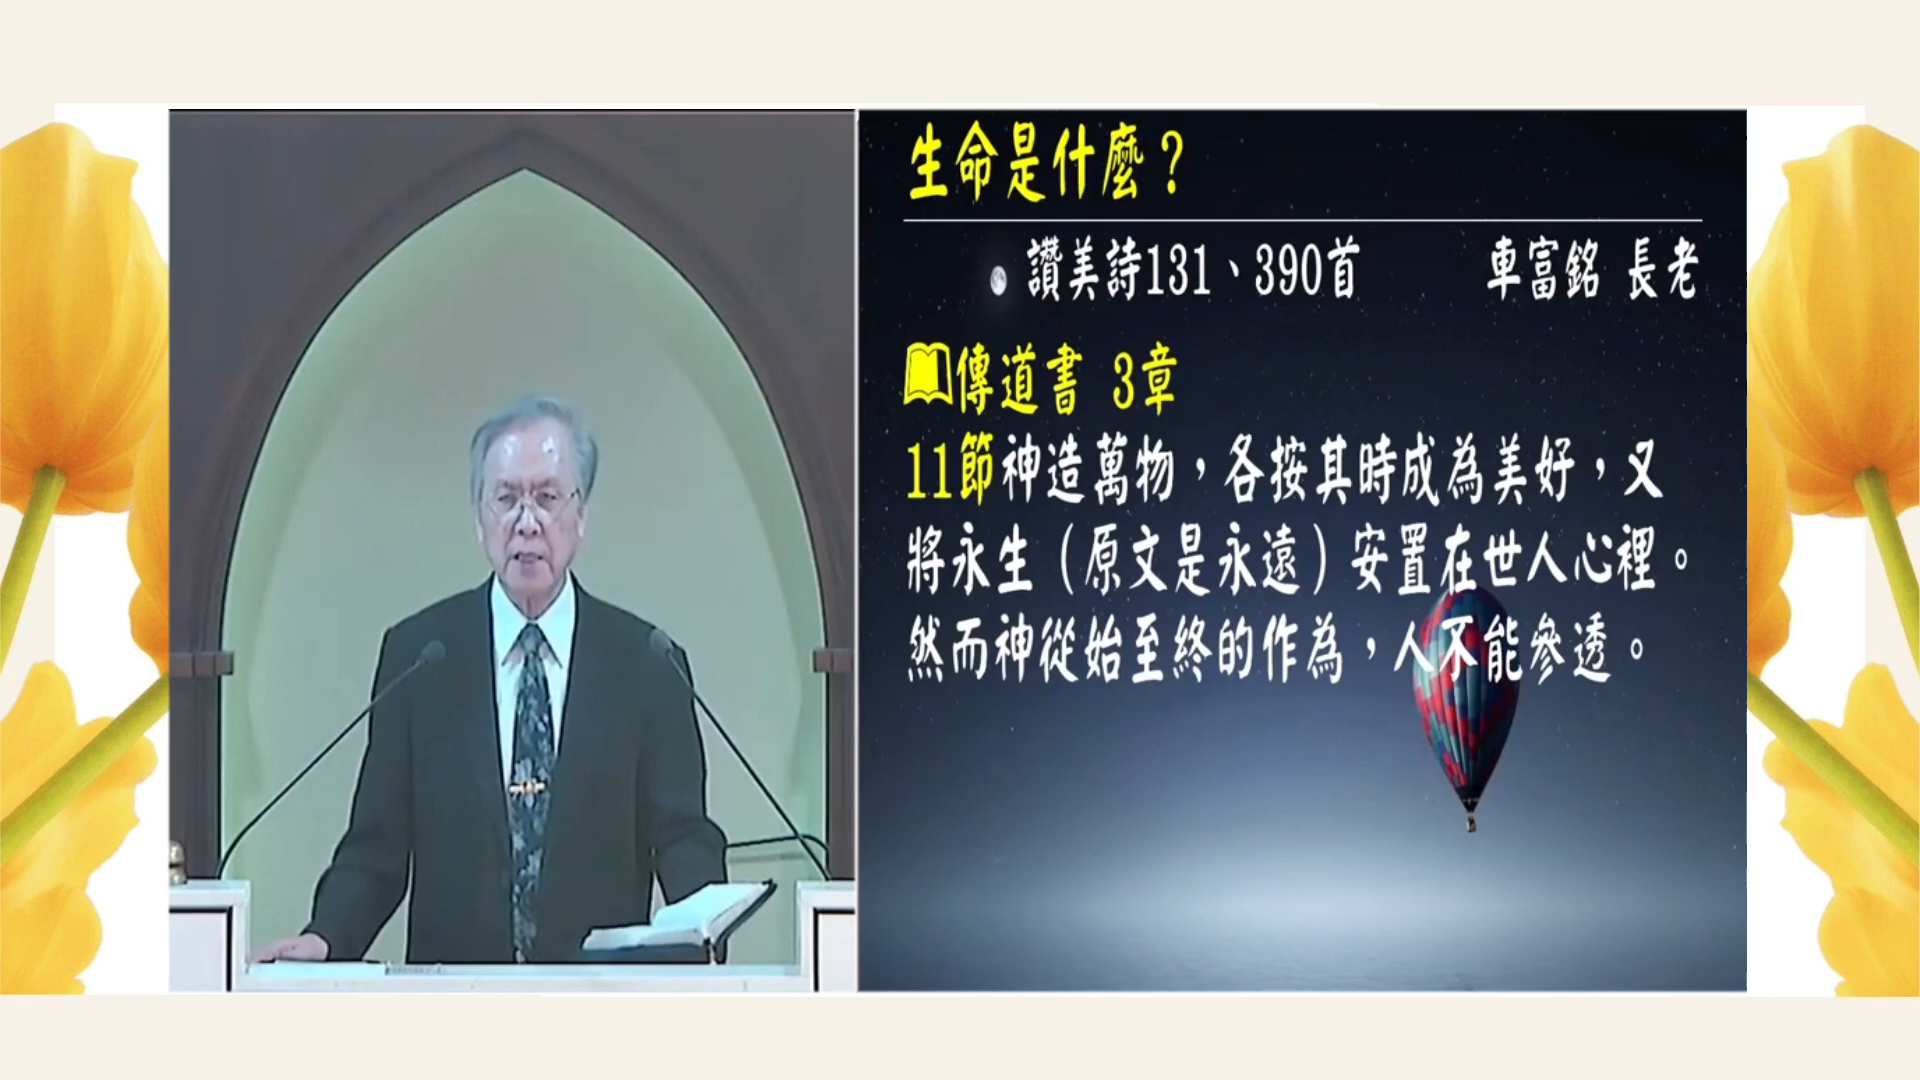 生命是什麼？
讚美詩131、390首 車富銘 長老
傳道書 3章
11節神造萬物，各按其時成為美好，又
將永生（原文是永遠）安置在世人心裡。
然而神從始至終的作為，人不能參透。